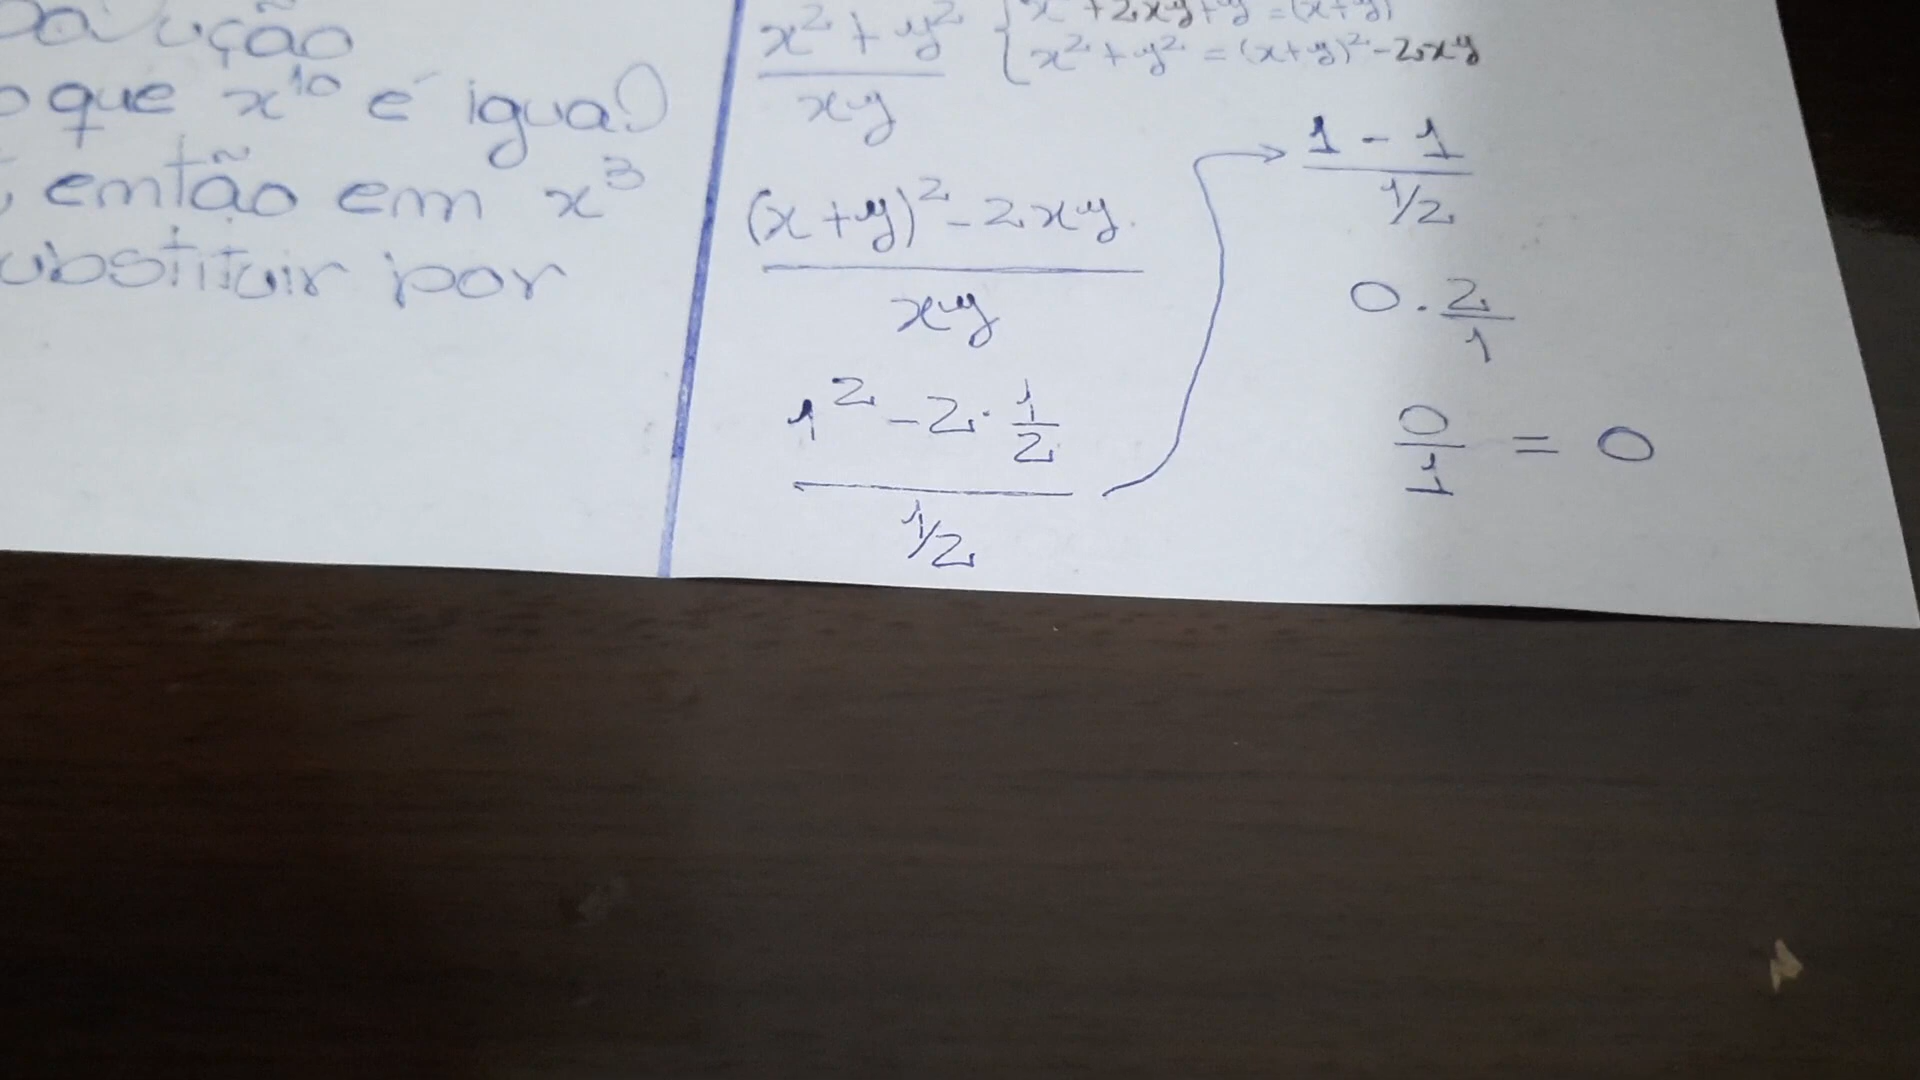 ução
que x¹⁰ é igual
, então em x³
ubstituir por
x² + y²
xy
x² + y² = (x+y)² - 2xy
(x+y)² - 2xy.
xy
1² - 2 · 1/2
1/2
1 - 1
1/2
0 · 2/1
0/1 = 0